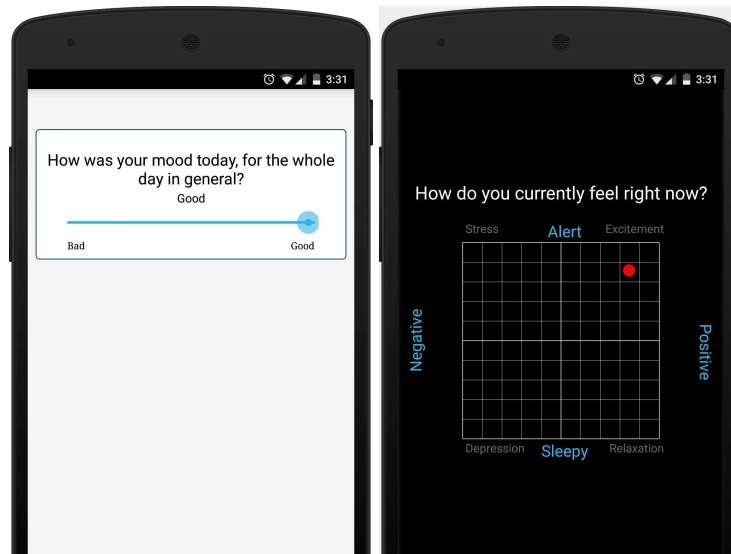 3:31
How was your mood today, for the whole
day in general?
Good
Bad Good
3:31
How do you currently feel right now?
Stress Alert Excitement
Negative
Positive
Depression Sleepy Relaxation